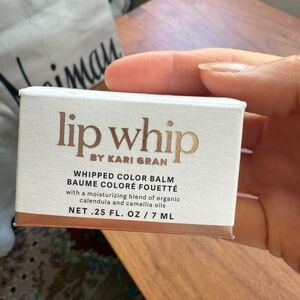 Neiman
lip whip
BY KARI GRAN
WHIPPED COLOR BALM
BAUME COLORÉ FOUETTÉ
with a moisturizing blend of organic
calendula and camellia oils
NET .25 FL. OZ / 7 ML